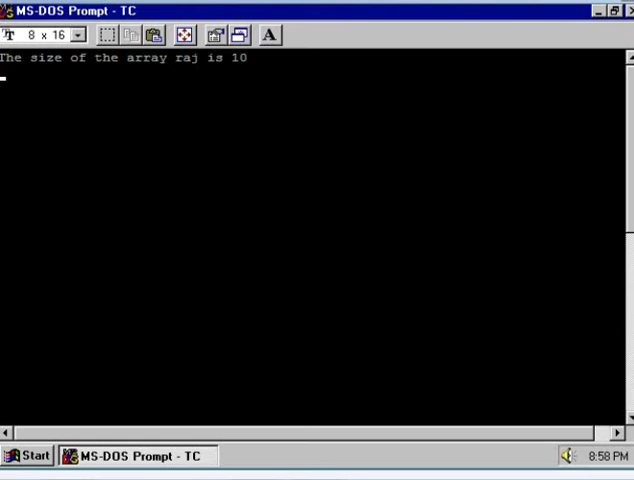 MS-DOS Prompt - TC
8 x 16
A
The size of the array raj is 10
Start
MS-DOS Prompt - TC
8:58 PM